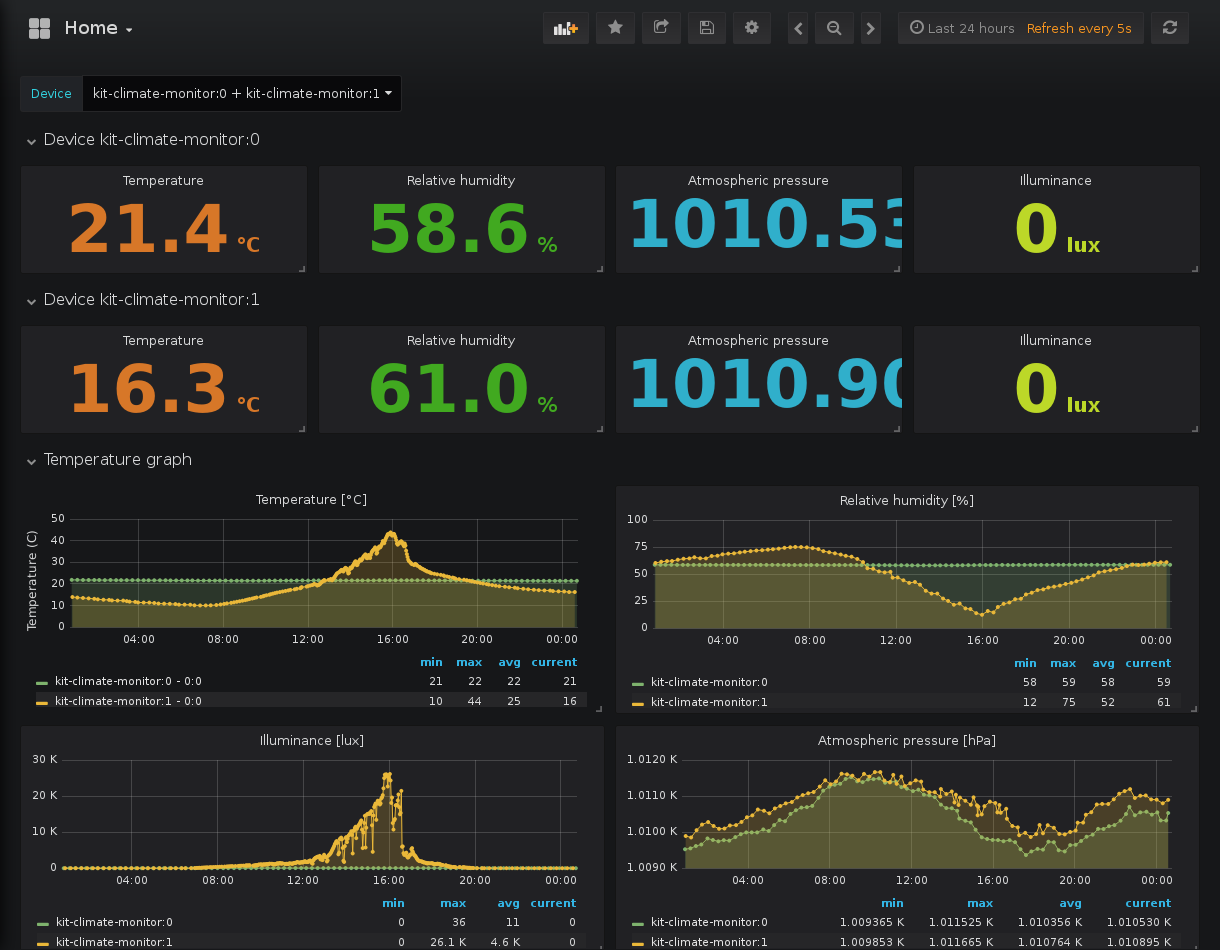 Home
Last 24 hours Refresh every 5s
Device kit-climate-monitor:0 + kit-climate-monitor:1
Device kit-climate-monitor:0
Temperature Relative humidity Atmospheric pressure Illuminance
21.4 °C 58.6 % 1010.53 0 lux
Device kit-climate-monitor:1
Temperature Relative humidity Atmospheric pressure Illuminance
16.3 °C 61.0 % 1010.90 0 lux
Temperature graph
Temperature [°C]
Temperature (C)
50
40
30
20
10
0
04:00 08:00 12:00 16:00 20:00 00:00
min max avg current
kit-climate-monitor:0 - 0:0 21 22 22 21
kit-climate-monitor:1 - 0:0 10 44 25 16
Relative humidity [%]
100
75
50
25
0
04:00 08:00 12:00 16:00 20:00 00:00
min max avg current
kit-climate-monitor:0 58 59 58 59
kit-climate-monitor:1 12 75 52 61
Illuminance [lux]
30 K
20 K
10 K
0
04:00 08:00 12:00 16:00 20:00 00:00
min max avg current
kit-climate-monitor:0 0 36 11 0
kit-climate-monitor:1 0 26.1 K 4.6 K 0
Atmospheric pressure [hPa]
1.0120 K
1.0110 K
1.0100 K
1.0090 K
04:00 08:00 12:00 16:00 20:00 00:00
min max avg current
kit-climate-monitor:0 1.009365 K 1.011525 K 1.010356 K 1.010530 K
kit-climate-monitor:1 1.009853 K 1.011665 K 1.010764 K 1.010895 K